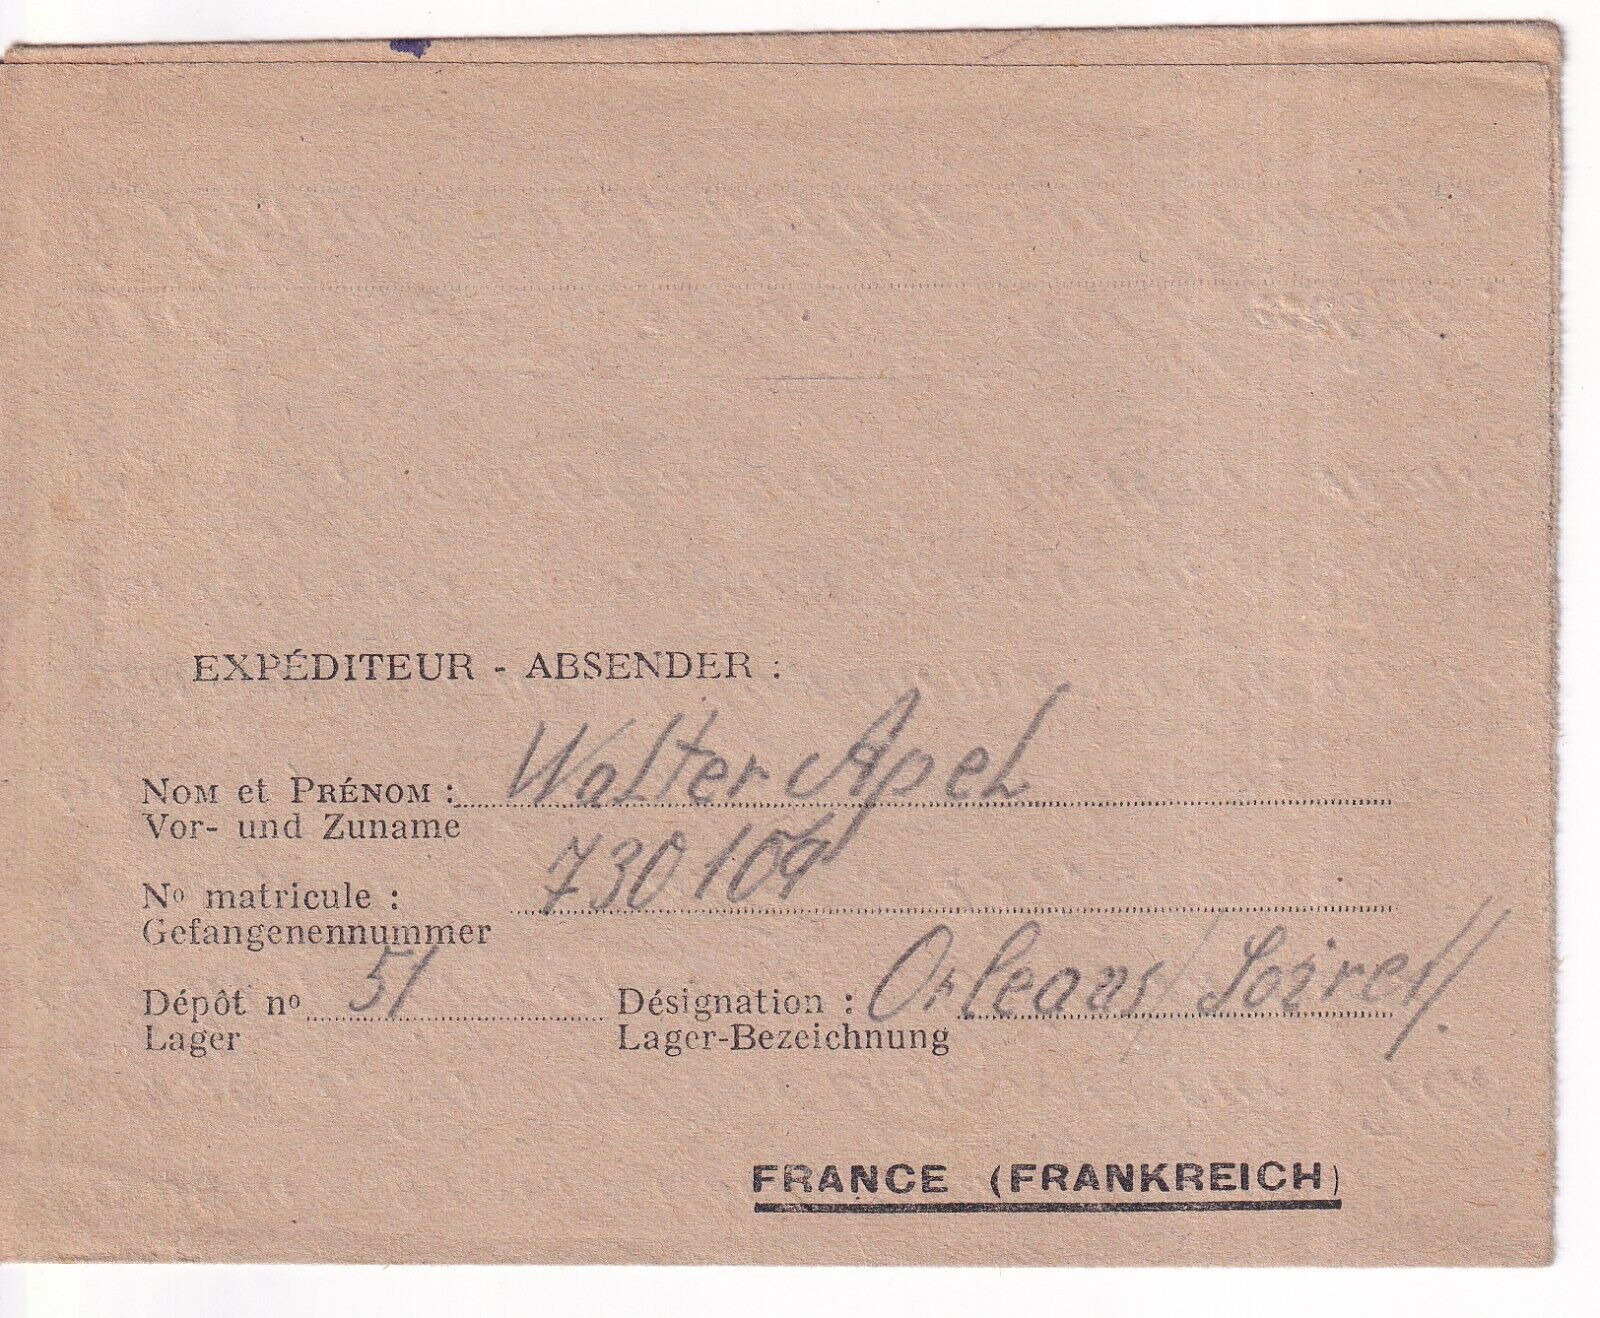 EXPÉDITEUR - ABSENDER :
NOM et PRÉNOM : Walter Apel
Vor- und Zuname
No matricule : 730104
Gefangenennummer
Dépôt no 51 Désignation : Orleans/Loiret/.
Lager Lager-Bezeichnung
FRANCE (FRANKREICH)